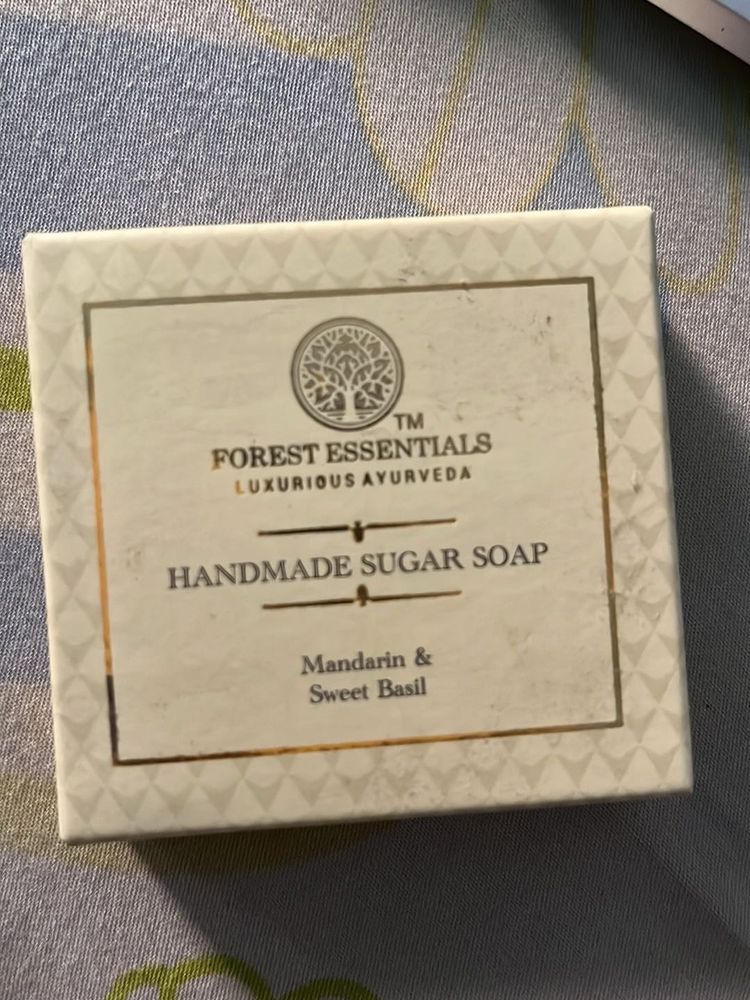 TM
FOREST ESSENTIALS
LUXURIOUS AYURVEDA
HANDMADE SUGAR SOAP
Mandarin &
Sweet Basil